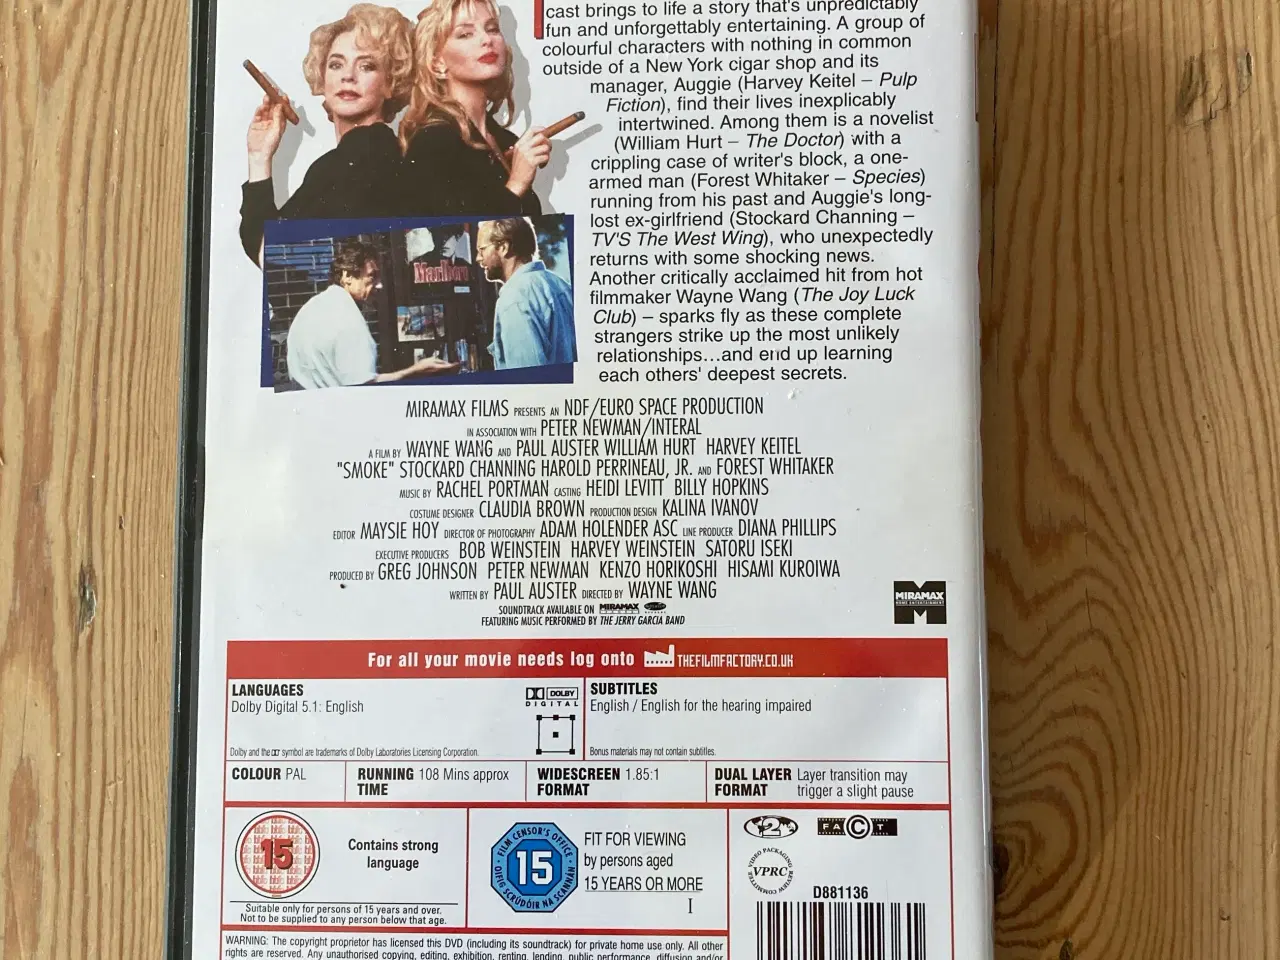 cast brings to life a story that's unpredictably
fun and unforgettably entertaining. A group of
colourful characters with nothing in common
outside of a New York cigar shop and its
manager, Auggie (Harvey Keitel – Pulp
Fiction), find their lives inexplicably
intertwined. Among them is a novelist
(William Hurt – The Doctor) with a
crippling case of writer's block, a one-
armed man (Forest Whitaker – Species)
running from his past and Auggie's long-
lost ex-girlfriend (Stockard Channing –
TV'S The West Wing), who unexpectedly
returns with some shocking news.
Another critically acclaimed hit from hot
filmmaker Wayne Wang (The Joy Luck
Club) – sparks fly as these complete
strangers strike up the most unlikely
relationships...and end up learning
each others' deepest secrets.
Marlboro
MIRAMAX FILMS PRESENTS AN NDF/EURO SPACE PRODUCTION
IN ASSOCIATION WITH PETER NEWMAN/INTERAL
A FILM BY WAYNE WANG AND PAUL AUSTER WILLIAM HURT HARVEY KEITEL
"SMOKE" STOCKARD CHANNING HAROLD PERRINEAU, JR. AND FOREST WHITAKER
MUSIC BY RACHEL PORTMAN CASTING HEIDI LEVITT BILLY HOPKINS
COSTUME DESIGNER CLAUDIA BROWN PRODUCTION DESIGN KALINA IVANOV
EDITOR MAYSIE HOY DIRECTOR OF PHOTOGRAPHY ADAM HOLENDER ASC LINE PRODUCER DIANA PHILLIPS
EXECUTIVE PRODUCERS BOB WEINSTEIN HARVEY WEINSTEIN SATORU ISEKI
PRODUCED BY GREG JOHNSON PETER NEWMAN KENZO HORIKOSHI HISAMI KUROIWA
WRITTEN BY PAUL AUSTER DIRECTED BY WAYNE WANG
SOUNDTRACK AVAILABLE ON MIRAMAX
FEATURING MUSIC PERFORMED BY THE JERRY GARCIA BAND
MIRAMAX
HOME ENTERTAINMENT
For all your movie needs log onto THEFILMFACTORY.CO.UK
LANGUAGES
Dolby Digital 5.1: English
DOLBY
DIGITAL
Dolby and the symbol are trademarks of Dolby Laboratories Licensing Corporation.
SUBTITLES
English / English for the hearing impaired
Bonus materials may not contain subtitles.
COLOUR PAL
RUNNING TIME 108 Mins approx
WIDESCREEN FORMAT 1.85:1
DUAL LAYER FORMAT Layer transition may
trigger a slight pause
15
Contains strong
language
Suitable only for persons of 15 years and over.
Not to be supplied to any person below that age.
FILM CENSOR'S OFFICE
15
OIFIG SCRÚDÓIR NA SCANNÁN
FIT FOR VIEWING
by persons aged
15 YEARS OR MORE
I
2
FACT
VIDEO PACKAGING REVIEW COMMITTEE
VPRC
D881136
WARNING: The copyright proprietor has licensed this DVD (including its soundtrack) for private home use only. All other
rights are reserved. Any unauthorised copying, editing, exhibition, renting, lending, public performance, diffusion and/or